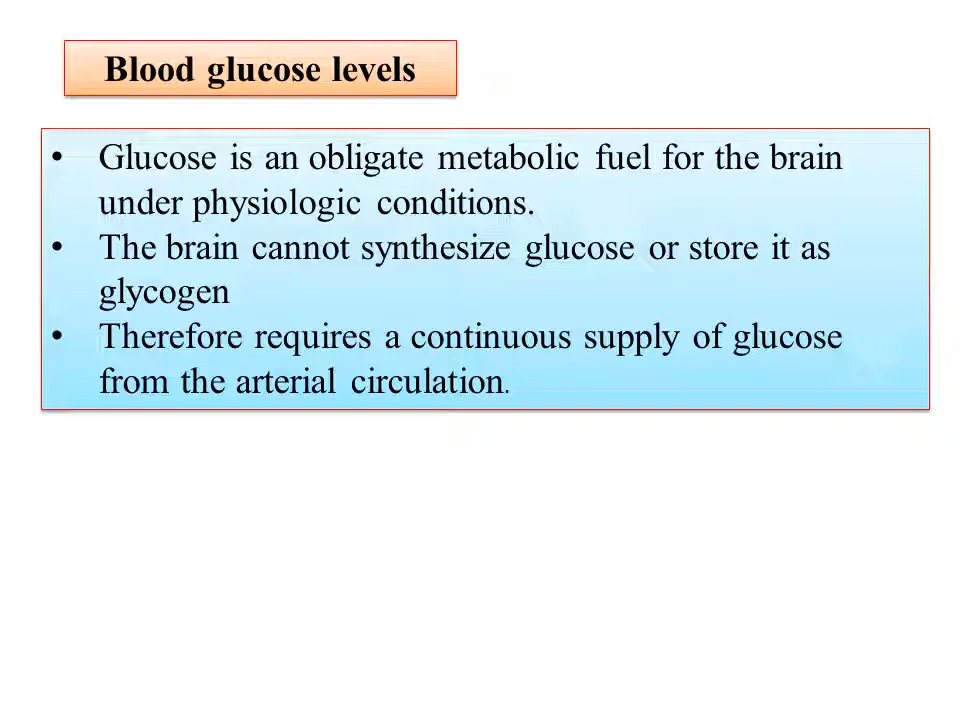 Blood glucose levels
• Glucose is an obligate metabolic fuel for the brain
under physiologic conditions.
• The brain cannot synthesize glucose or store it as
glycogen
• Therefore requires a continuous supply of glucose
from the arterial circulation.